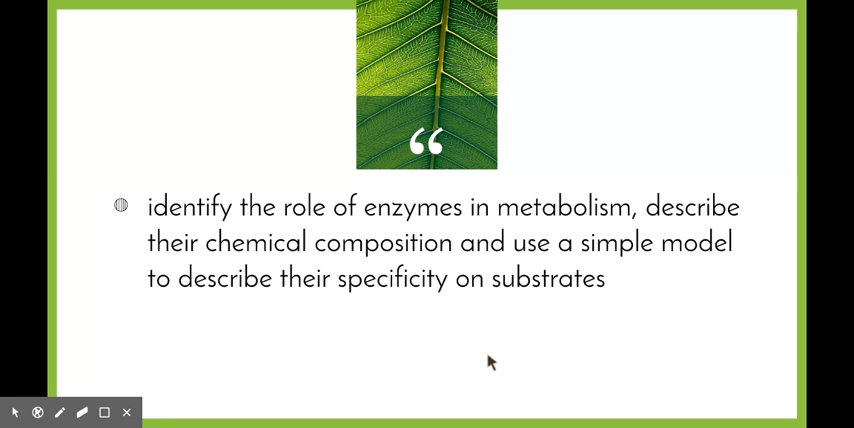 “
identify the role of enzymes in metabolism, describe
their chemical composition and use a simple model
to describe their specificity on substrates